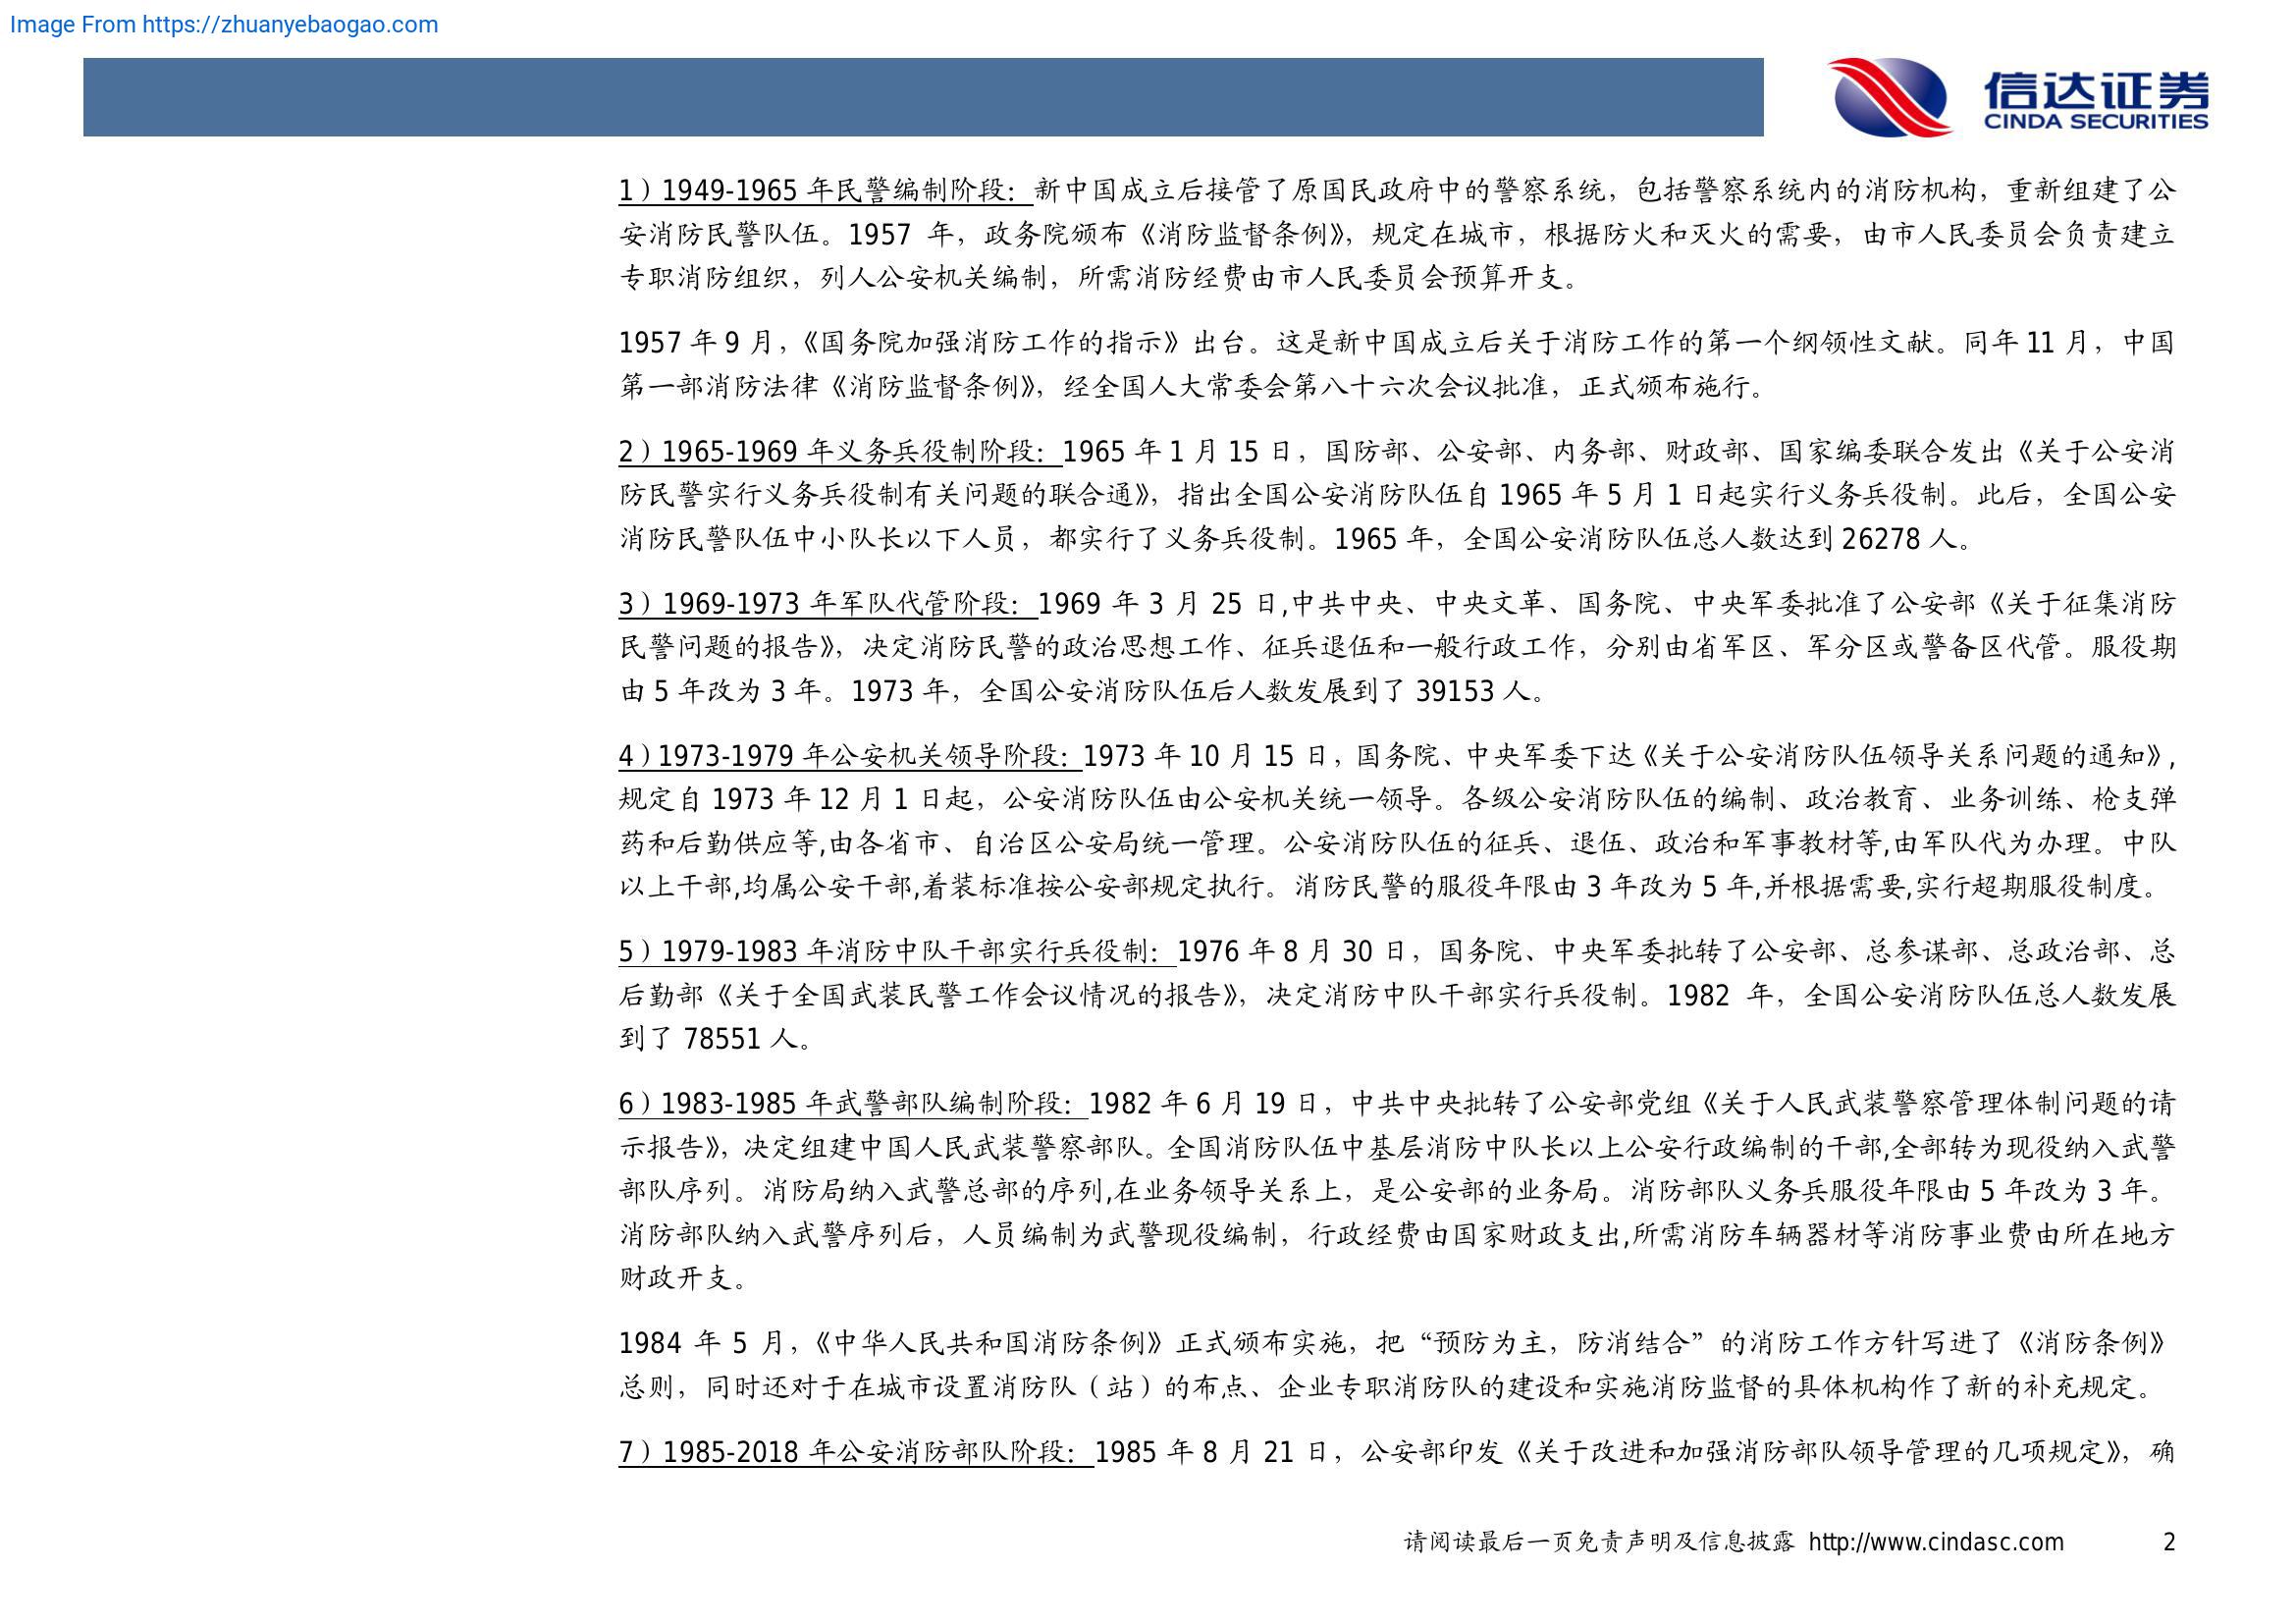 Image From https://zhuanyebaogao.com
信达证券
CINDA SECURITIES
1）1949-1965 年民警编制阶段：新中国成立后接管了原国民政府中的警察系统，包括警察系统内的消防机构，重新组建了公
安消防民警队伍。1957 年，政务院颁布《消防监督条例》，规定在城市，根据防火和灭火的需要，由市人民委员会负责建立
专职消防组织，列人公安机关编制，所需消防经费由市人民委员会预算开支。
1957 年 9 月，《国务院加强消防工作的指示》出台。这是新中国成立后关于消防工作的第一个纲领性文献。同年 11 月，中国
第一部消防法律《消防监督条例》，经全国人大常委会第八十六次会议批准，正式颁布施行。
2）1965-1969 年义务兵役制阶段：1965 年 1 月 15 日，国防部、公安部、内务部、财政部、国家编委联合发出《关于公安消
防民警实行义务兵役制有关问题的联合通》，指出全国公安消防队伍自 1965 年 5 月 1 日起实行义务兵役制。此后，全国公安
消防民警队伍中小队长以下人员，都实行了义务兵役制。1965 年，全国公安消防队伍总人数达到 26278 人。
3）1969-1973 年军队代管阶段：1969 年 3 月 25 日,中共中央、中央文革、国务院、中央军委批准了公安部《关于征集消防
民警问题的报告》，决定消防民警的政治思想工作、征兵退伍和一般行政工作，分别由省军区、军分区或警备区代管。服役期
由 5 年改为 3 年。1973 年，全国公安消防队伍后人数发展到了 39153 人。
4）1973-1979 年公安机关领导阶段：1973 年 10 月 15 日，国务院、中央军委下达《关于公安消防队伍领导关系问题的通知》，
规定自 1973 年 12 月 1 日起，公安消防队伍由公安机关统一领导。各级公安消防队伍的编制、政治教育、业务训练、枪支弹
药和后勤供应等,由各省市、自治区公安局统一管理。公安消防队伍的征兵、退伍、政治和军事教材等,由军队代为办理。中队
以上干部,均属公安干部,着装标准按公安部规定执行。消防民警的服役年限由 3 年改为 5 年,并根据需要,实行超期服役制度。
5）1979-1983 年消防中队干部实行兵役制：1976 年 8 月 30 日，国务院、中央军委批转了公安部、总参谋部、总政治部、总
后勤部《关于全国武装民警工作会议情况的报告》，决定消防中队干部实行兵役制。1982 年，全国公安消防队伍总人数发展
到了 78551 人。
6）1983-1985 年武警部队编制阶段：1982 年 6 月 19 日，中共中央批转了公安部党组《关于人民武装警察管理体制问题的请
示报告》，决定组建中国人民武装警察部队。全国消防队伍中基层消防中队长以上公安行政编制的干部,全部转为现役纳入武警
部队序列。消防局纳入武警总部的序列,在业务领导关系上，是公安部的业务局。消防部队义务兵服役年限由 5 年改为 3 年。
消防部队纳入武警序列后，人员编制为武警现役编制，行政经费由国家财政支出,所需消防车辆器材等消防事业费由所在地方
财政开支。
1984 年 5 月，《中华人民共和国消防条例》正式颁布实施，把“预防为主，防消结合”的消防工作方针写进了《消防条例》
总则，同时还对于在城市设置消防队（站）的布点、企业专职消防队的建设和实施消防监督的具体机构作了新的补充规定。
7）1985-2018 年公安消防部队阶段：1985 年 8 月 21 日，公安部印发《关于改进和加强消防部队领导管理的几项规定》，确
请阅读最后一页免责声明及信息披露 http://www.cindasc.com 2